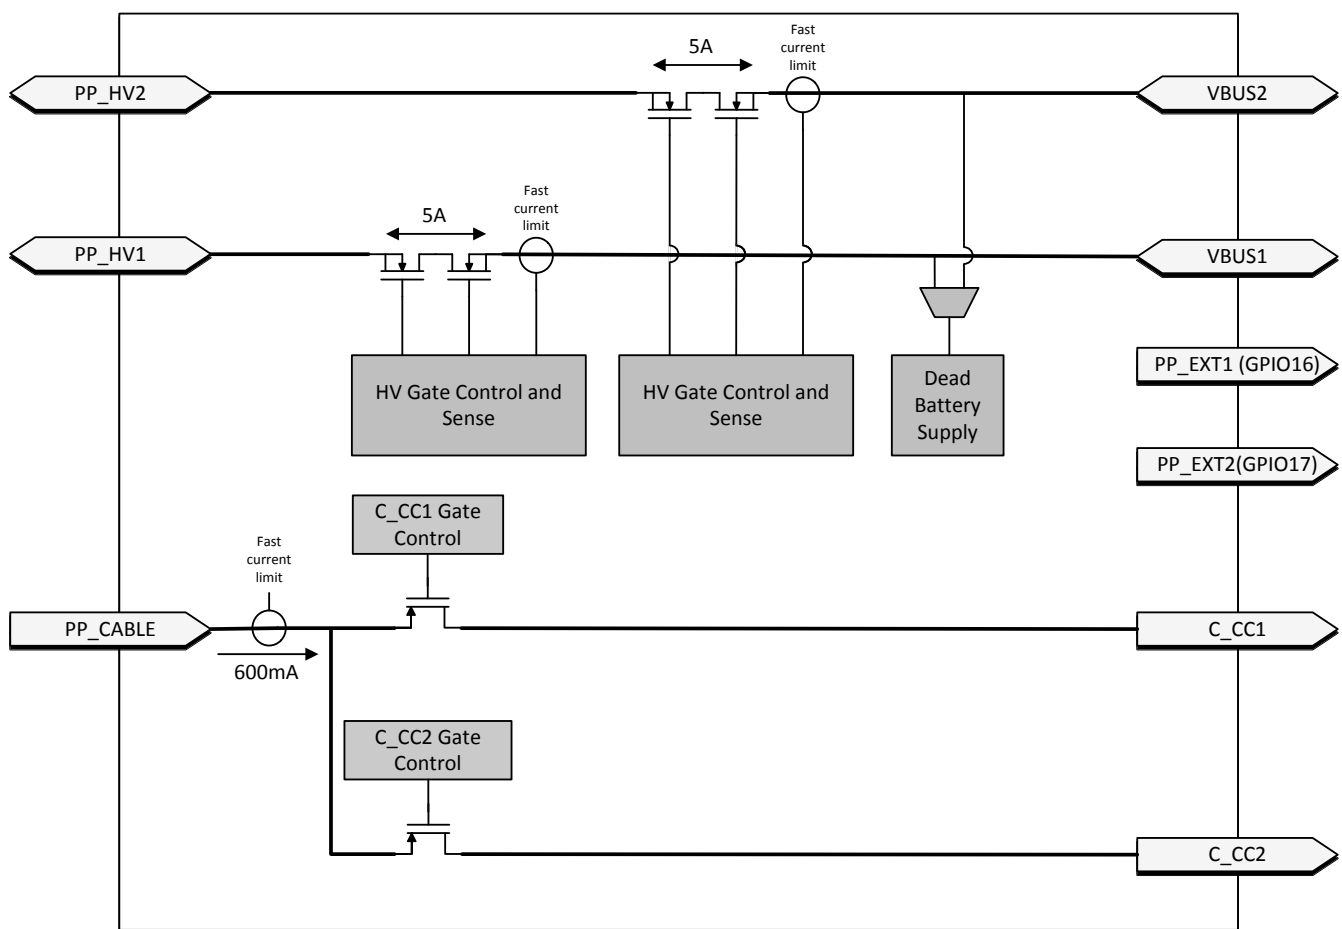 Fast
current
limit
5A
PP_HV2
VBUS2
Fast
current
limit
5A
PP_HV1
VBUS1
HV Gate Control and
Sense
HV Gate Control and
Sense
Dead
Battery
Supply
PP_EXT1 (GPIO16)
PP_EXT2(GPIO17)
C_CC1 Gate
Control
Fast
current
limit
PP_CABLE
600mA
C_CC1
C_CC2 Gate
Control
C_CC2